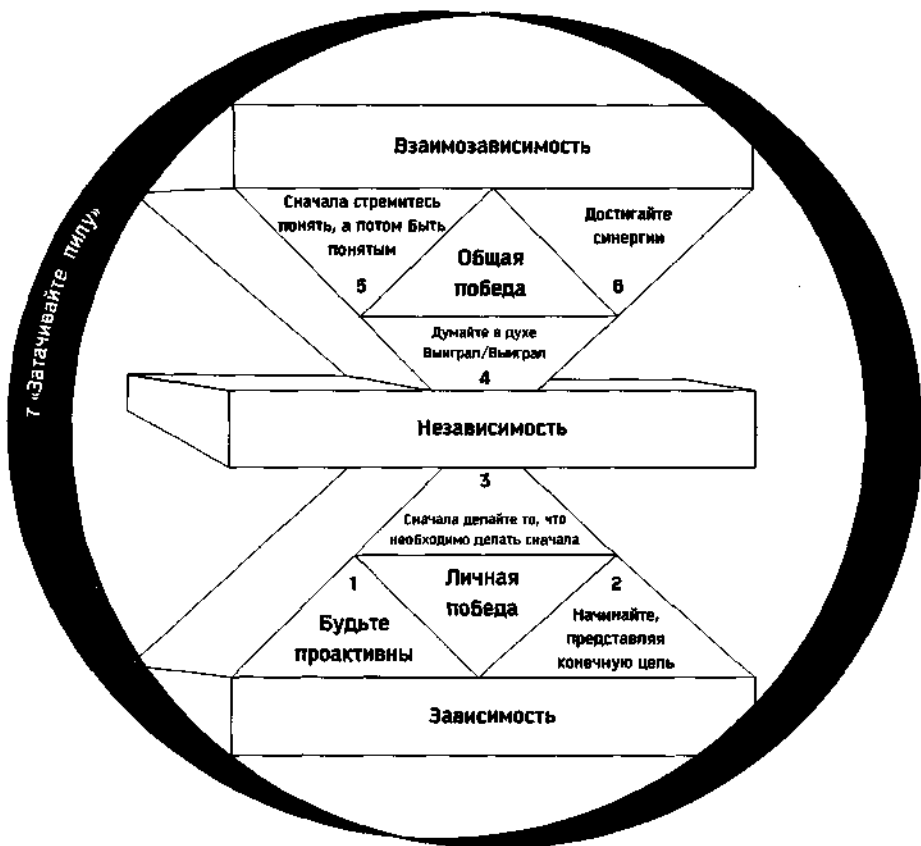 7 «Затачивайте пилу»
Взаимозависимость
Сначала стремитесь
понять, а потом быть
понятым
5
Общая
победа
Достигайте
синергии
6
Думайте в духе
Выиграл/Выиграл
4
Независимость
3
Сначала делайте то, что
необходимо делать сначала
1
Будьте
проактивны
Личная
победа
2
Начинайте,
представляя
конечную цель
Зависимость